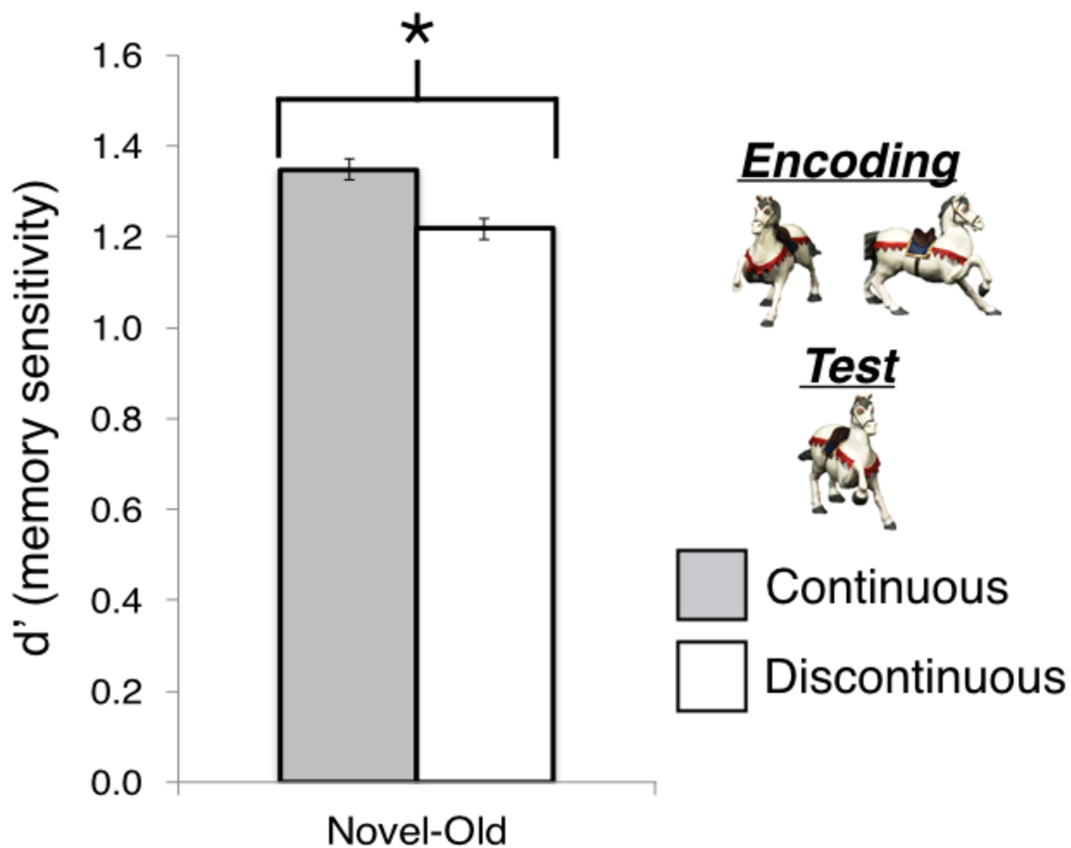 *
1.6
1.4
1.2
1.0
0.8
0.6
0.4
0.2
0.0
d' (memory sensitivity)
Novel-Old
Encoding
Test
Continuous
Discontinuous